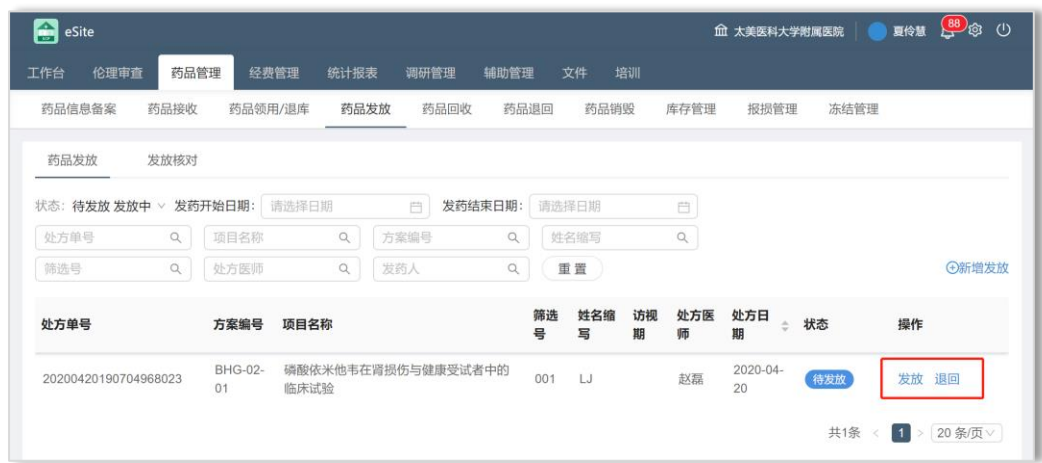 eSite 太美医科大学附属医院 夏伶慧 88
工作台 伦理审查 药品管理 经费管理 统计报表 调研管理 辅助管理 文件 培训
药品信息备案 药品接收 药品领用/退库 药品发放 药品回收 药品退回 药品销毁 库存管理 报损管理 冻结管理
药品发放 发放核对
状态: 待发放 发放中 发药开始日期: 请选择日期 发药结束日期: 请选择日期
处方单号 项目名称 方案编号 姓名缩写
筛选号 处方医师 发药人 重置 新增发放
处方单号 方案编号 项目名称 筛选号 姓名缩写 访视期 处方医师 处方日期 状态 操作
20200420190704968023 BHG-02-01 磷酸依米他韦在肾损伤与健康受试者中的临床试验 001 LJ 赵磊 2020-04-20 待发放 发放 退回
共1条 < 1 > 20 条/页